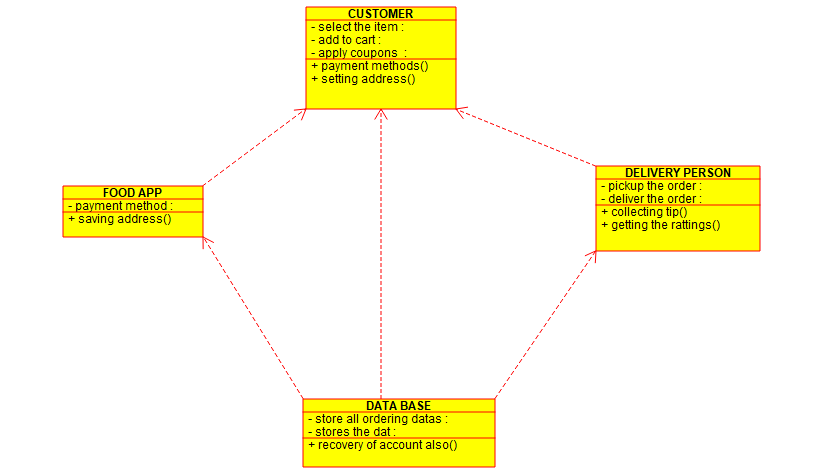 CUSTOMER
- select the item :
- add to cart :
- apply coupons  :
+ payment methods()
+ setting address()
FOOD APP
- payment method :
+ saving address()
DELIVERY PERSON
- pickup the order :
- deliver the order :
+ collecting tip()
+ getting the rattings()
DATA BASE
- store all ordering datas :
- stores the dat :
+ recovery of account also()